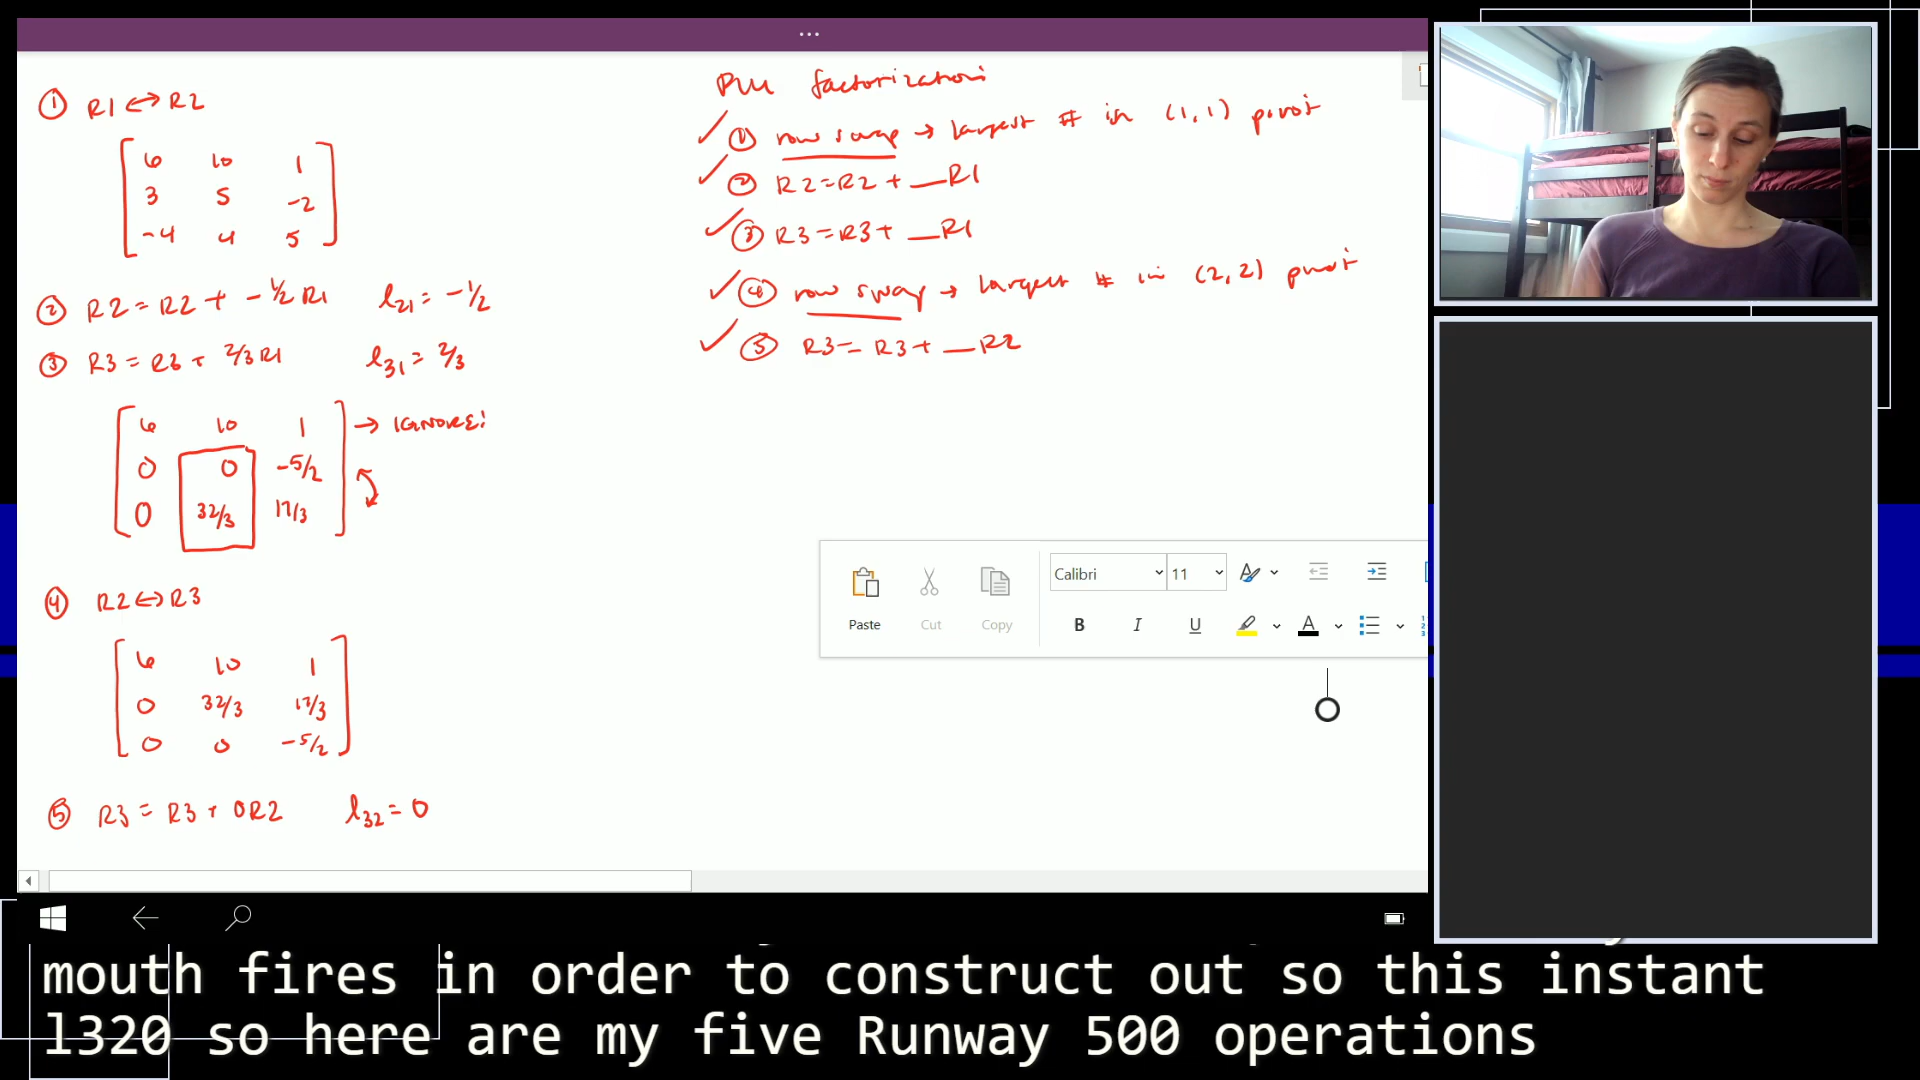 ...
① R1 ↔ R2
6 10 1
3 5 -2
-4 4 5
② R2 = R2 + -1/2 R1 l21 = -1/2
③ R3 = R3 + 2/3 R1 l31 = 2/3
6 10 1 → IGNORE!
0 0 -5/2
0 32/3 17/3
④ R2 ↔ R3
6 10 1
0 32/3 17/3
0 0 -5/2
⑤ R3 = R3 + 0R2 l32 = 0
PLU factorization
✓ ① row swap → largest # in (1,1) pivot
✓ ② R2 = R2 + __R1
✓ ③ R3 = R3 + __R1
✓ ④ row swap → largest # in (2,2) pivot
✓ ⑤ R3 = R3 + __R2
Calibri 11
Paste Cut Copy B I U A
mouth fires in order to construct out so this instant
l320 so here are my five Runway 500 operations